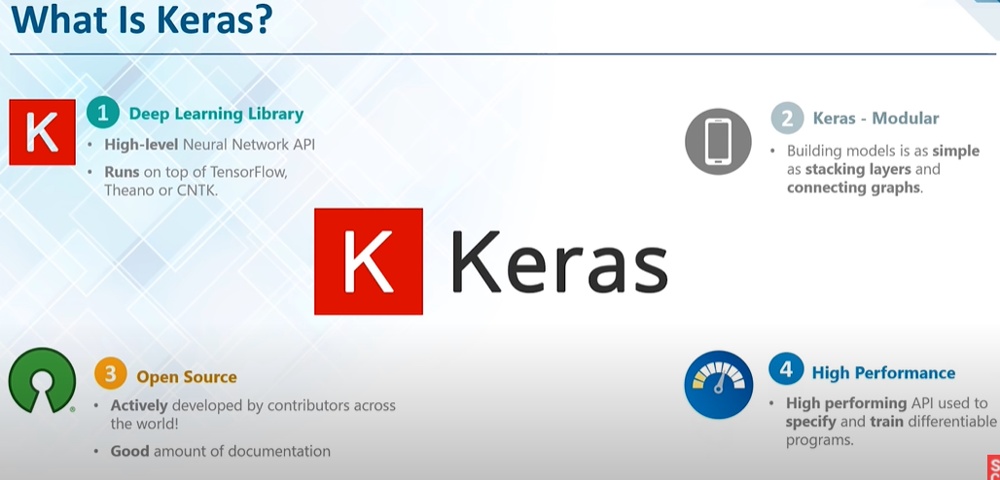 What Is Keras?
K
1 Deep Learning Library
• High-level Neural Network API
• Runs on top of TensorFlow,
Theano or CNTK.
2 Keras - Modular
• Building models is as simple
as stacking layers and
connecting graphs.
K Keras
3 Open Source
• Actively developed by contributors across
the world!
• Good amount of documentation
4 High Performance
• High performing API used to
specify and train differentiable
programs.